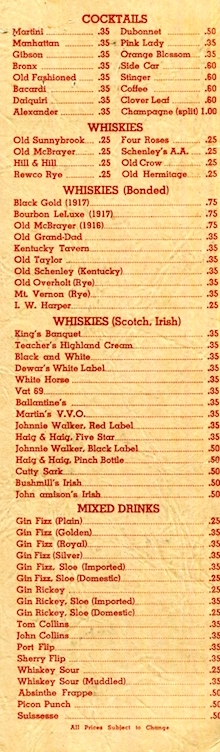 COCKTAILS
Martini .35 Dubonnet .50
Manhattan .35 Pink Lady .35
Gibson .35 Orange Blossom .35
Bronx .35 Side Car .60
Old Fashioned .35 Stinger .60
Bacardi .35 Coffee .60
Daiquiri .35 Clover Leaf .60
Alexander .35 Champagne (split) 1.00
WHISKIES
Old Sunnybrook .25 Four Roses .25
Old McBrayer .25 Schenley's A.A. .25
Hill & Hill .25 Old Crow .25
Rewco Rye .25 Old Hermitage .25
WHISKIES (Bonded)
Black Gold (1917) .75
Bourbon LeLuxe (1917) .75
Old McBrayer (1916) .75
Old Grand-Dad .35
Kentucky Tavern .35
Old Taylor .35
Old Schenley (Kentucky) .35
Old Overholt (Rye) .35
Mt. Vernon (Rye) .35
I. W. Harper .25
WHISKIES (Scotch, Irish)
King's Banquet .35
Teacher's Highland Cream .35
Black and White .35
Dewar's White Label .35
White Horse .35
Vat 69 .35
Ballantine's .35
Martin's V.V.O. .35
Johnnie Walker, Red Label .35
Haig & Haig, Five Star .35
Johnnie Walker, Black Label .50
Haig & Haig, Pinch Bottle .50
Cutty Sark .50
Bushmill's Irish .50
John amison's Irish .50
MIXED DRINKS
Gin Fizz (Plain) .25
Gin Fizz (Golden) .35
Gin Fizz (Royal) .35
Gin Fizz (Silver) .35
Gin Fizz, Sloe (Imported) .35
Gin Fizz, Sloe (Domestic) .25
Gin Rickey .25
Gin Rickey, Sloe (Imported) .35
Gin Rickey, Sloe (Domestic) .25
Tom Collins .35
John Collins .35
Port Flip .35
Sherry Flip .35
Whiskey Sour .25
Whiskey Sour (Muddled) .35
Absinthe Frappe .50
Picon Punch .50
Suissesse .50
All Prices Subject to Change